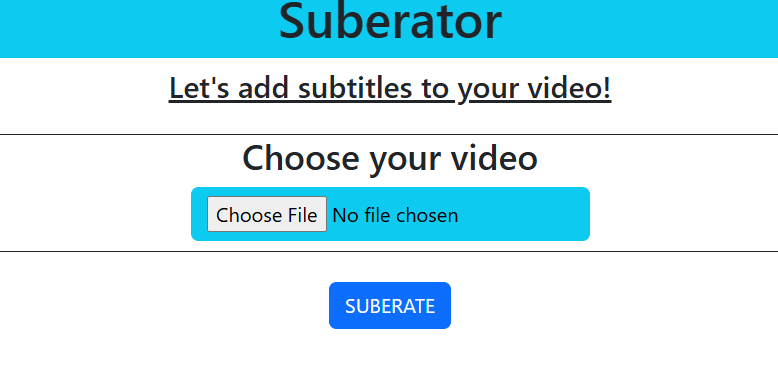 Suberator
Let's add subtitles to your video!
Choose your video
Choose File No file chosen
SUBERATE